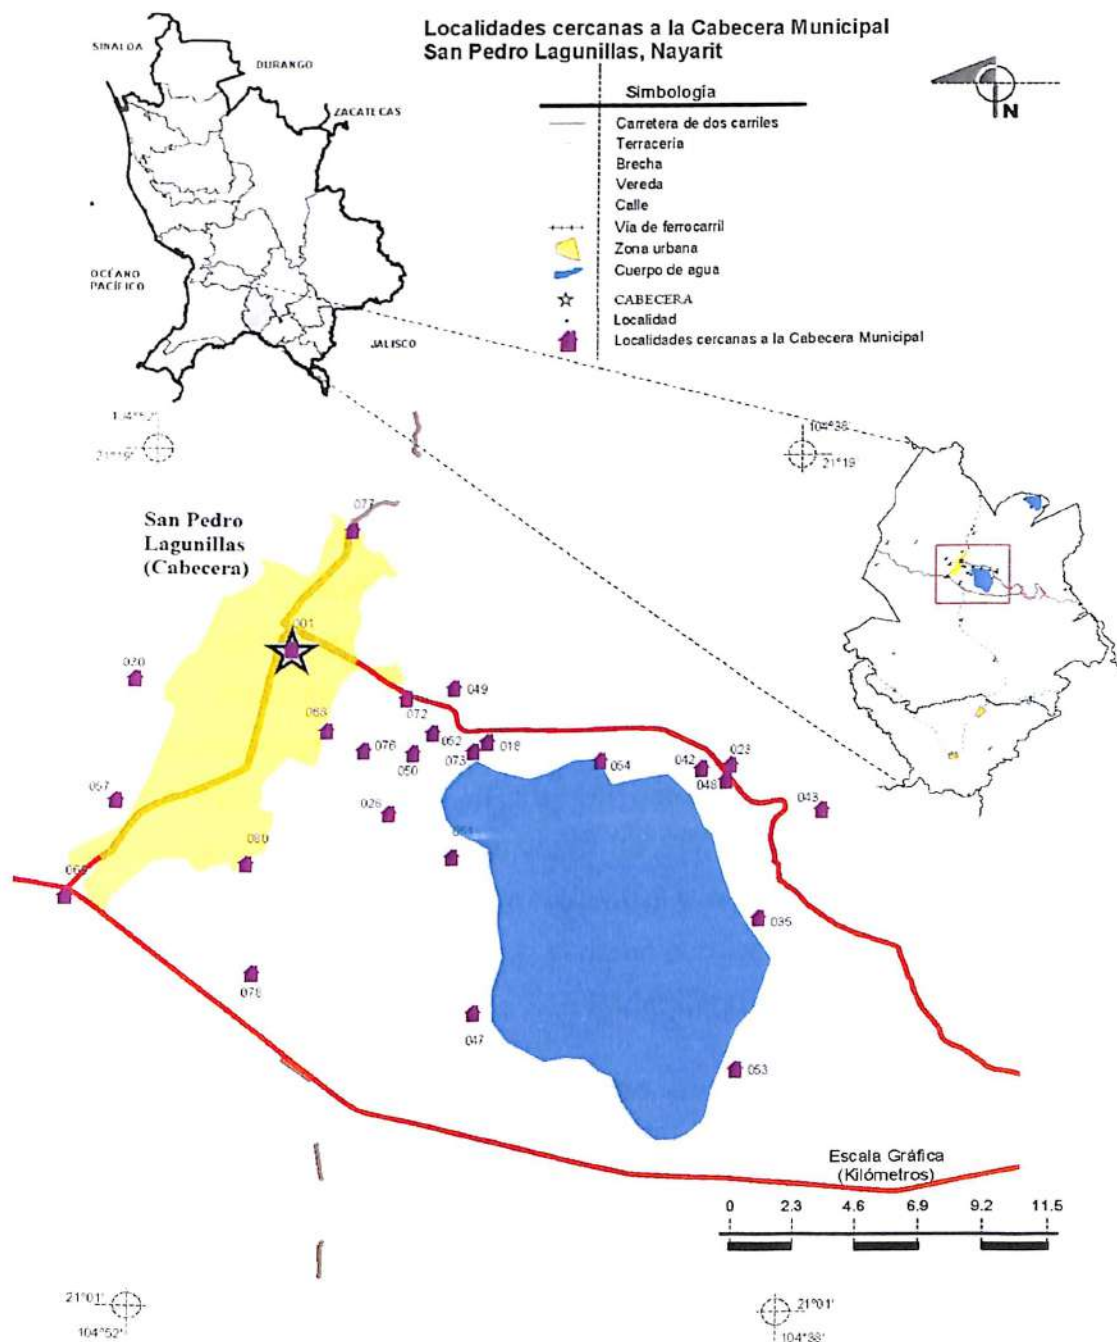 Localidades cercanas a la Cabecera Municipal
San Pedro Lagunillas, Nayarit
SINALOA
DURANGO
ZACATECAS
OCÉANO
PACÍFICO
JALISCO
Simbología
Carretera de dos carriles
Terracería
Brecha
Vereda
Calle
Vía de ferrocarril
Zona urbana
Cuerpo de agua
CABECERA
Localidad
Localidades cercanas a la Cabecera Municipal
N
104°52'
21°19'
104°38'
21°19'
San Pedro
Lagunillas
(Cabecera)
077
001
049
072
068
052
018
076
050
073
054
042
023
048
043
057
026
080
035
078
047
053
Escala Gráfica
(Kilómetros)
0 2.3 4.6 6.9 9.2 11.5
21°01'
104°52'
21°01'
104°38'